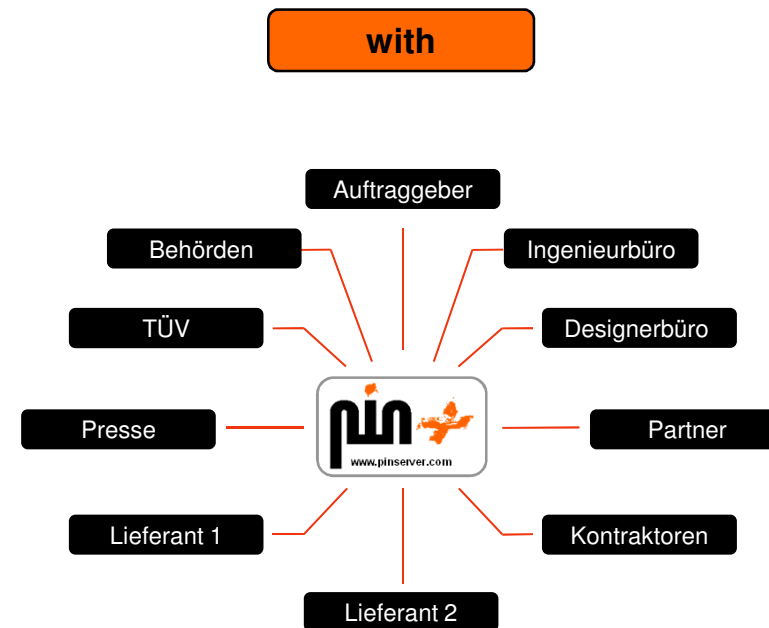 with
Auftraggeber
Behörden
Ingenieurbüro
TÜV
Designerbüro
pin
www.pinserver.com
Presse
Partner
Lieferant 1
Kontraktoren
Lieferant 2